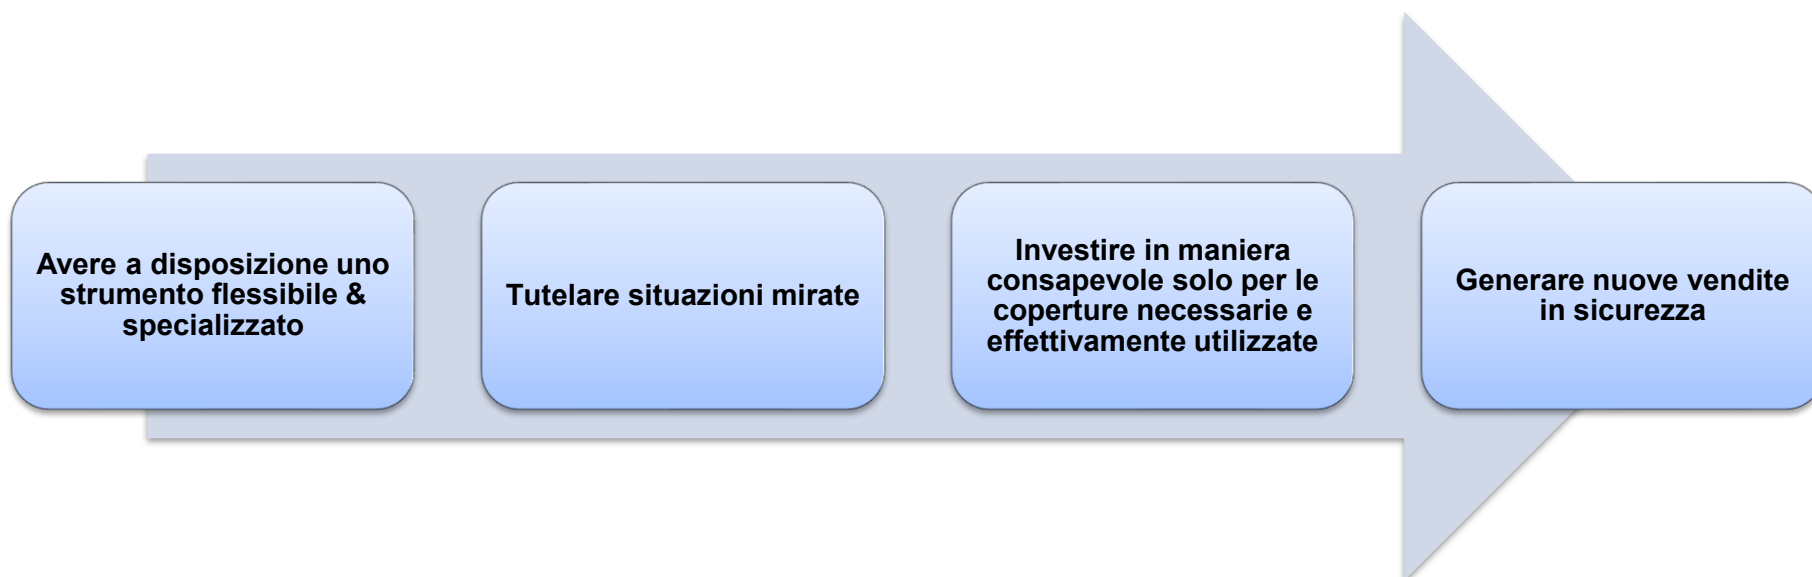 Avere a disposizione uno
strumento flessibile &
specializzato
Tutelare situazioni mirate
Investire in maniera
consapevole solo per le
coperture necessarie e
effettivamente utilizzate
Generare nuove vendite
in sicurezza